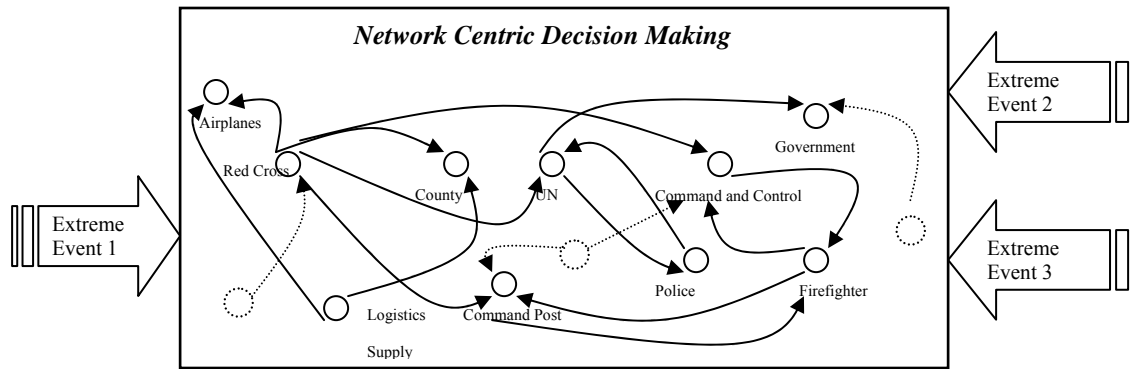 Network Centric Decision Making
Extreme
Event 1
Extreme
Event 2
Extreme
Event 3
Airplanes
Red Cross
County
UN
Command and Control
Government
Logistics
Supply
Command Post
Police
Firefighter